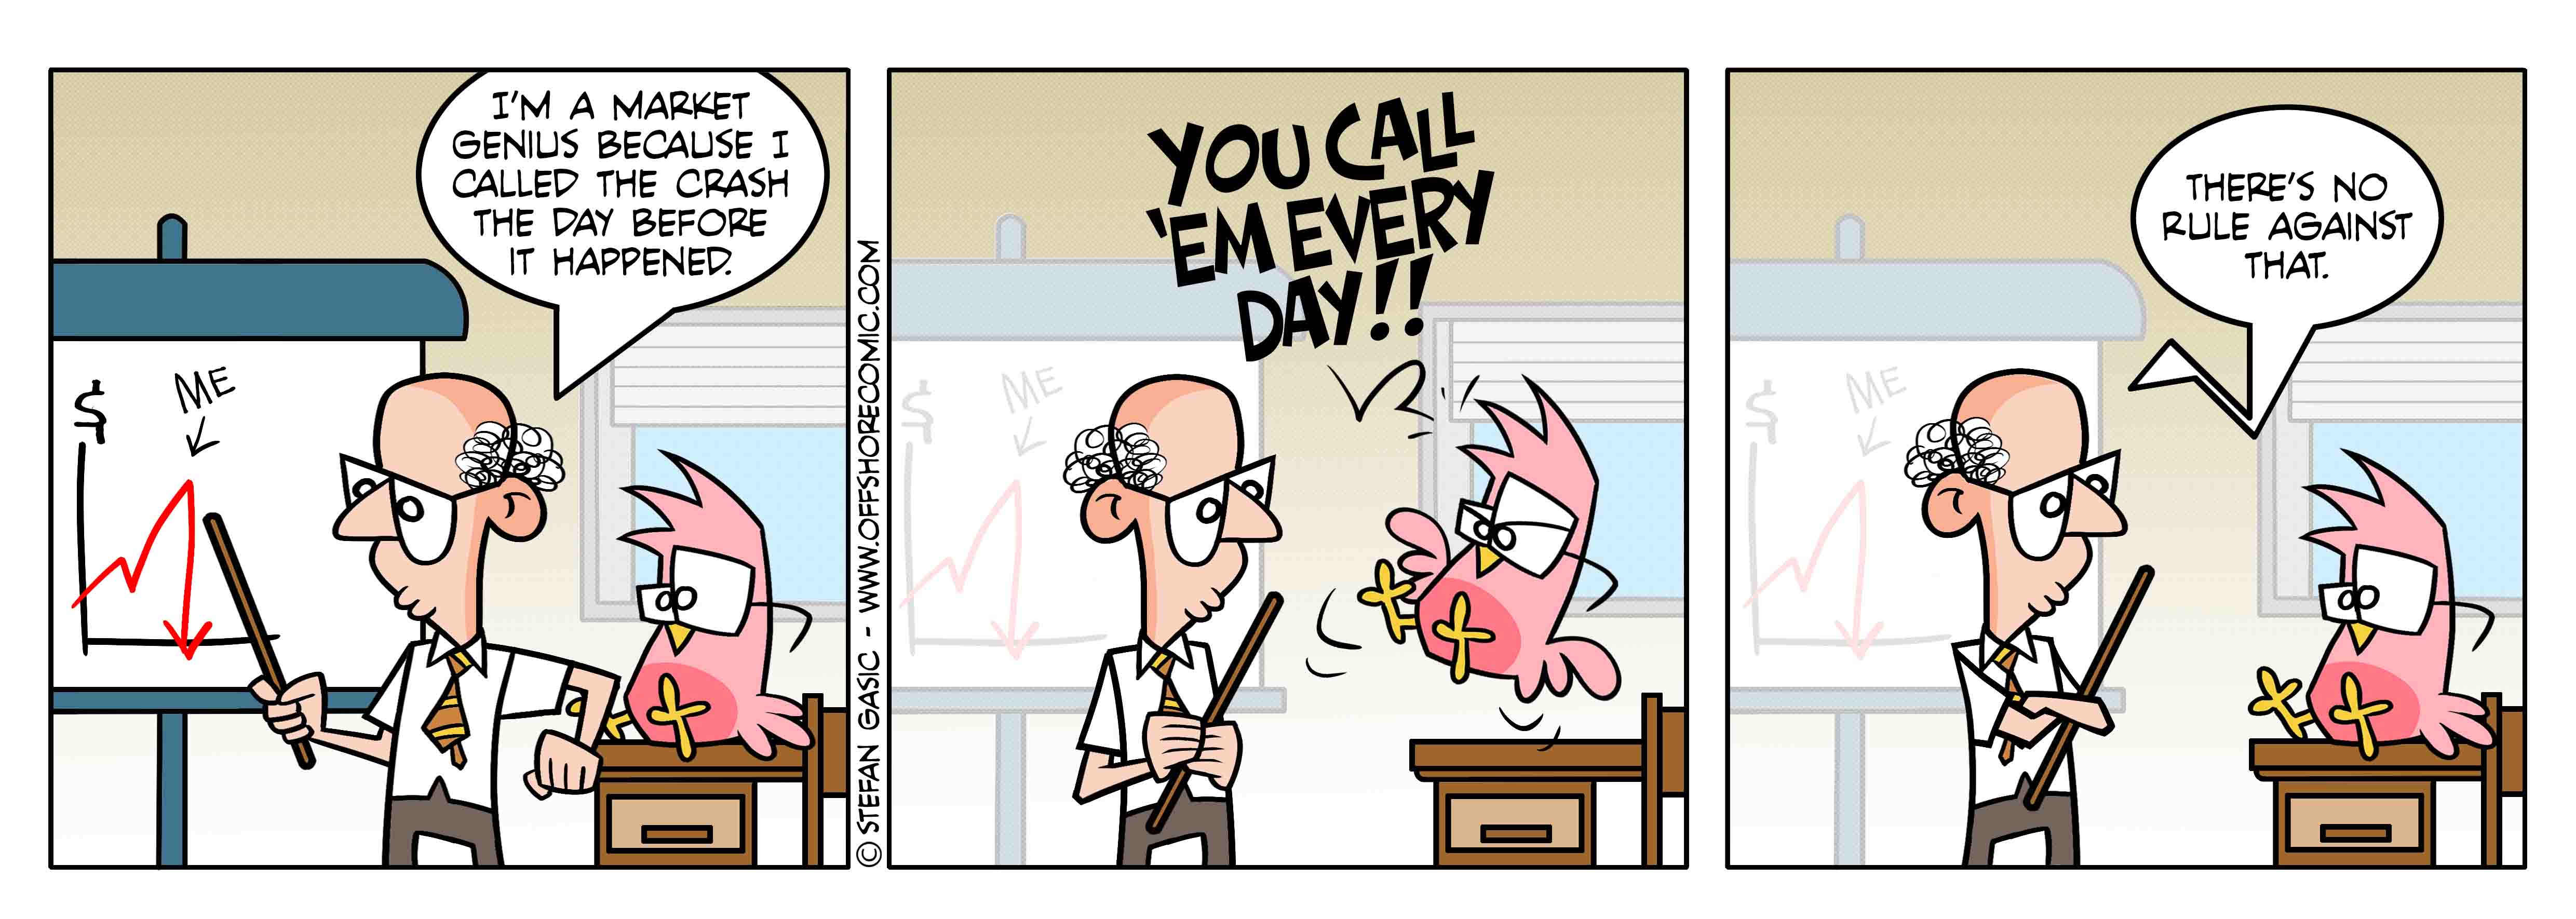 I'M A MARKET
GENIUS BECAUSE I
CALLED THE CRASH
THE DAY BEFORE
IT HAPPENED.
$
ME
© STEFAN GASIC - WWW.OFFSHORECOMIC.COM
YOU CALL
'EM EVERY
DAY!!
$
ME
THERE'S NO
RULE AGAINST
THAT.
$
ME